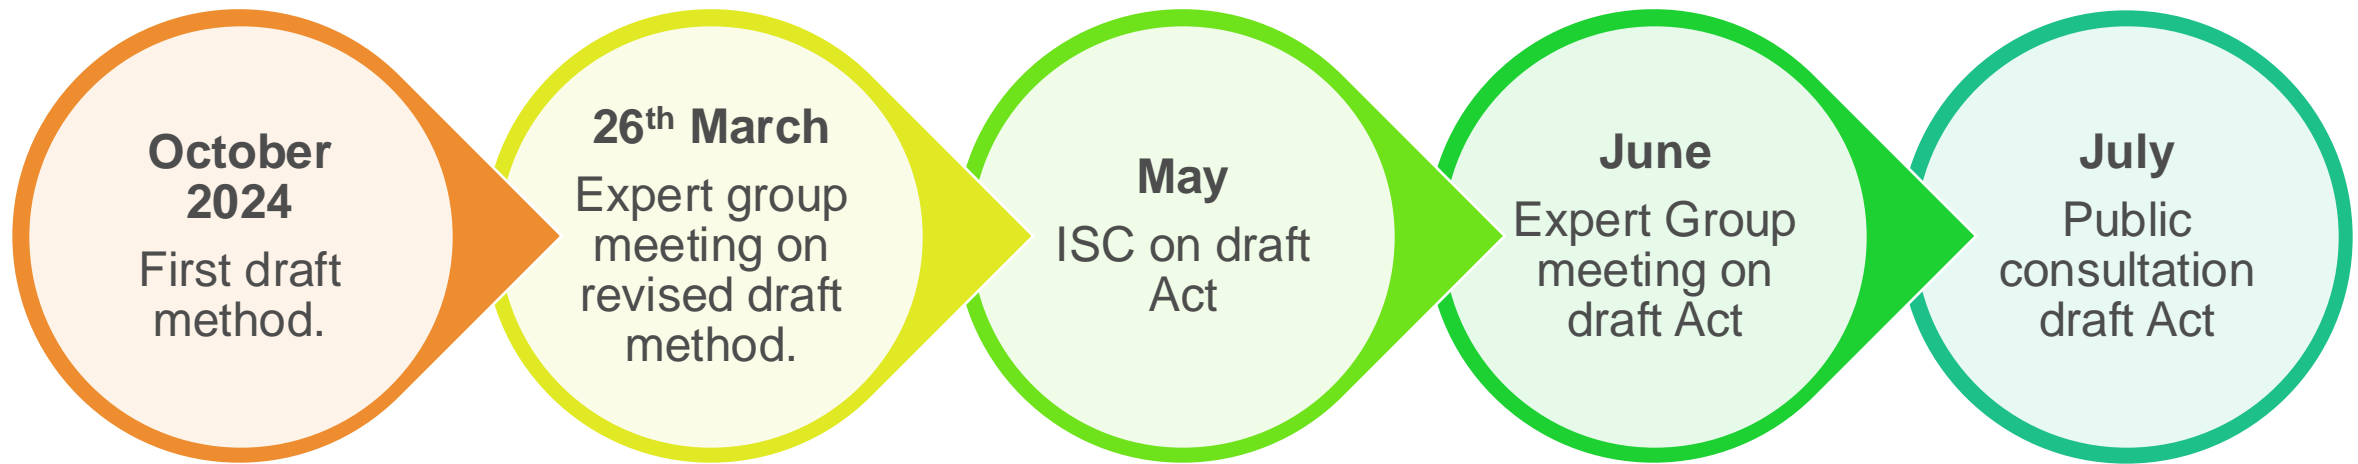 October
2024
First draft
method.
26th March
Expert group
meeting on
revised draft
method.
May
ISC on draft
Act
June
Expert Group
meeting on
draft Act
July
Public
consultation
draft Act